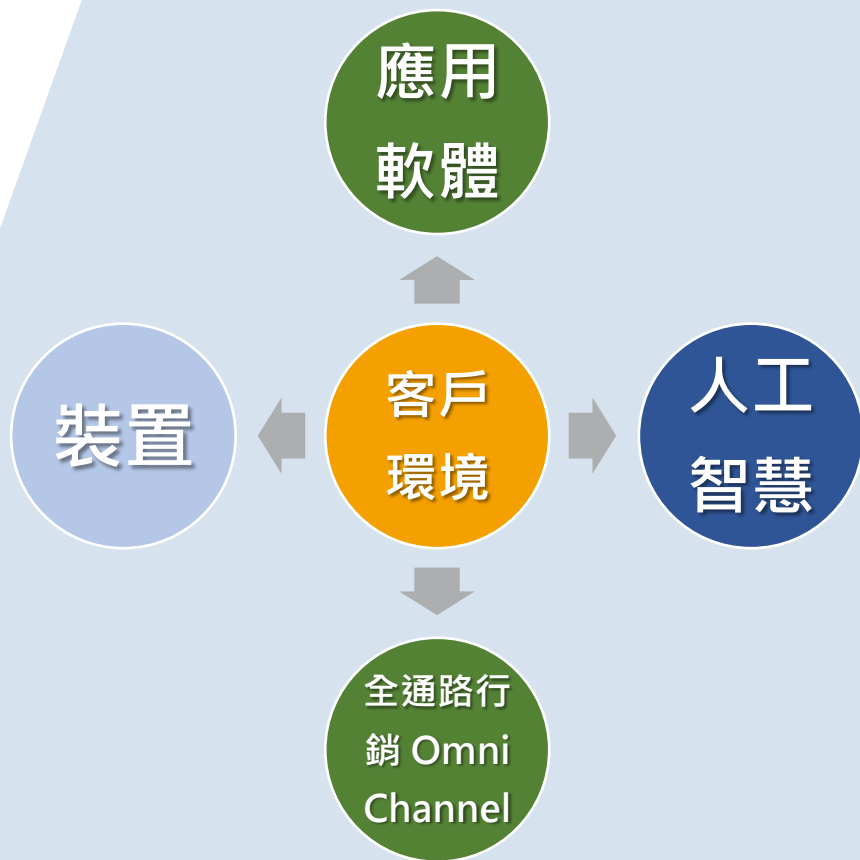 應用
軟體
裝置
客戶
環境
人工
智慧
全通路行
銷 Omni
Channel